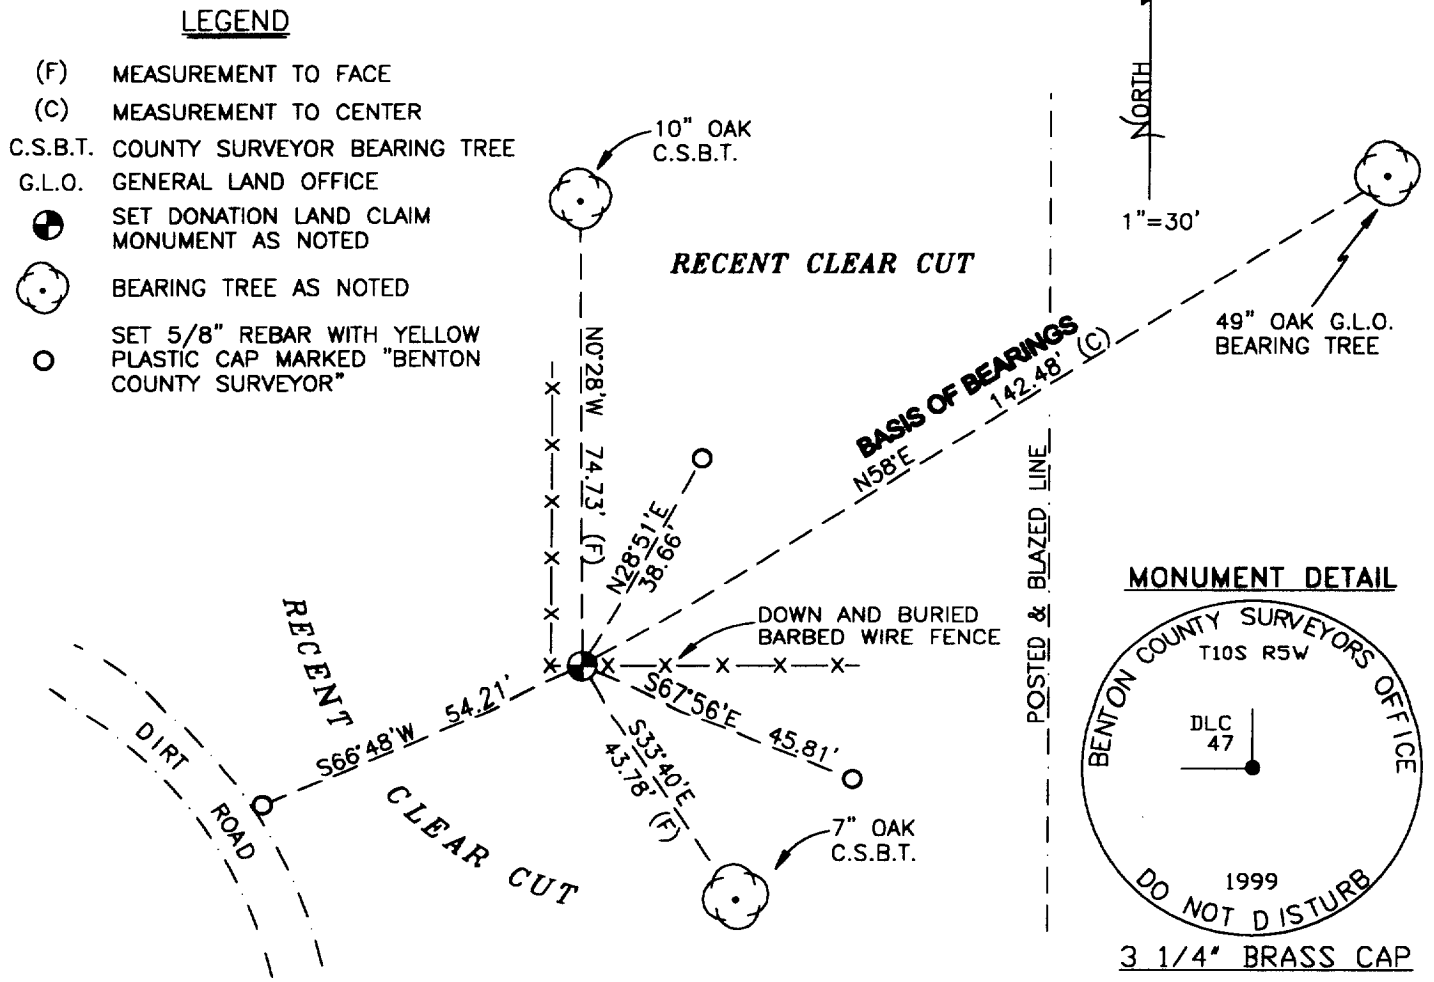 LEGEND
(F) MEASUREMENT TO FACE
(C) MEASUREMENT TO CENTER
C.S.B.T. COUNTY SURVEYOR BEARING TREE
G.L.O. GENERAL LAND OFFICE
SET DONATION LAND CLAIM
MONUMENT AS NOTED
BEARING TREE AS NOTED
SET 5/8" REBAR WITH YELLOW
PLASTIC CAP MARKED "BENTON
COUNTY SURVEYOR"
10" OAK
C.S.B.T.
NORTH
1"=30'
RECENT CLEAR CUT
49" OAK G.L.O.
BEARING TREE
BASIS OF BEARINGS
N58°E 142.48' (C)
N0°28'W 74.73' (F)
N28°51'E
38.66'
DOWN AND BURIED
BARBED WIRE FENCE
POSTED & BLAZED LINE
S67°56'E 45.81'
S33°40'E
43.78' (F)
S66°48'W 54.21'
RECENT
CLEAR CUT
DIRT
ROAD
7" OAK
C.S.B.T.
MONUMENT DETAIL
BENTON COUNTY SURVEYORS OFFICE
T10S R5W
DLC
47
1999
DO NOT DISTURB
3 1/4" BRASS CAP